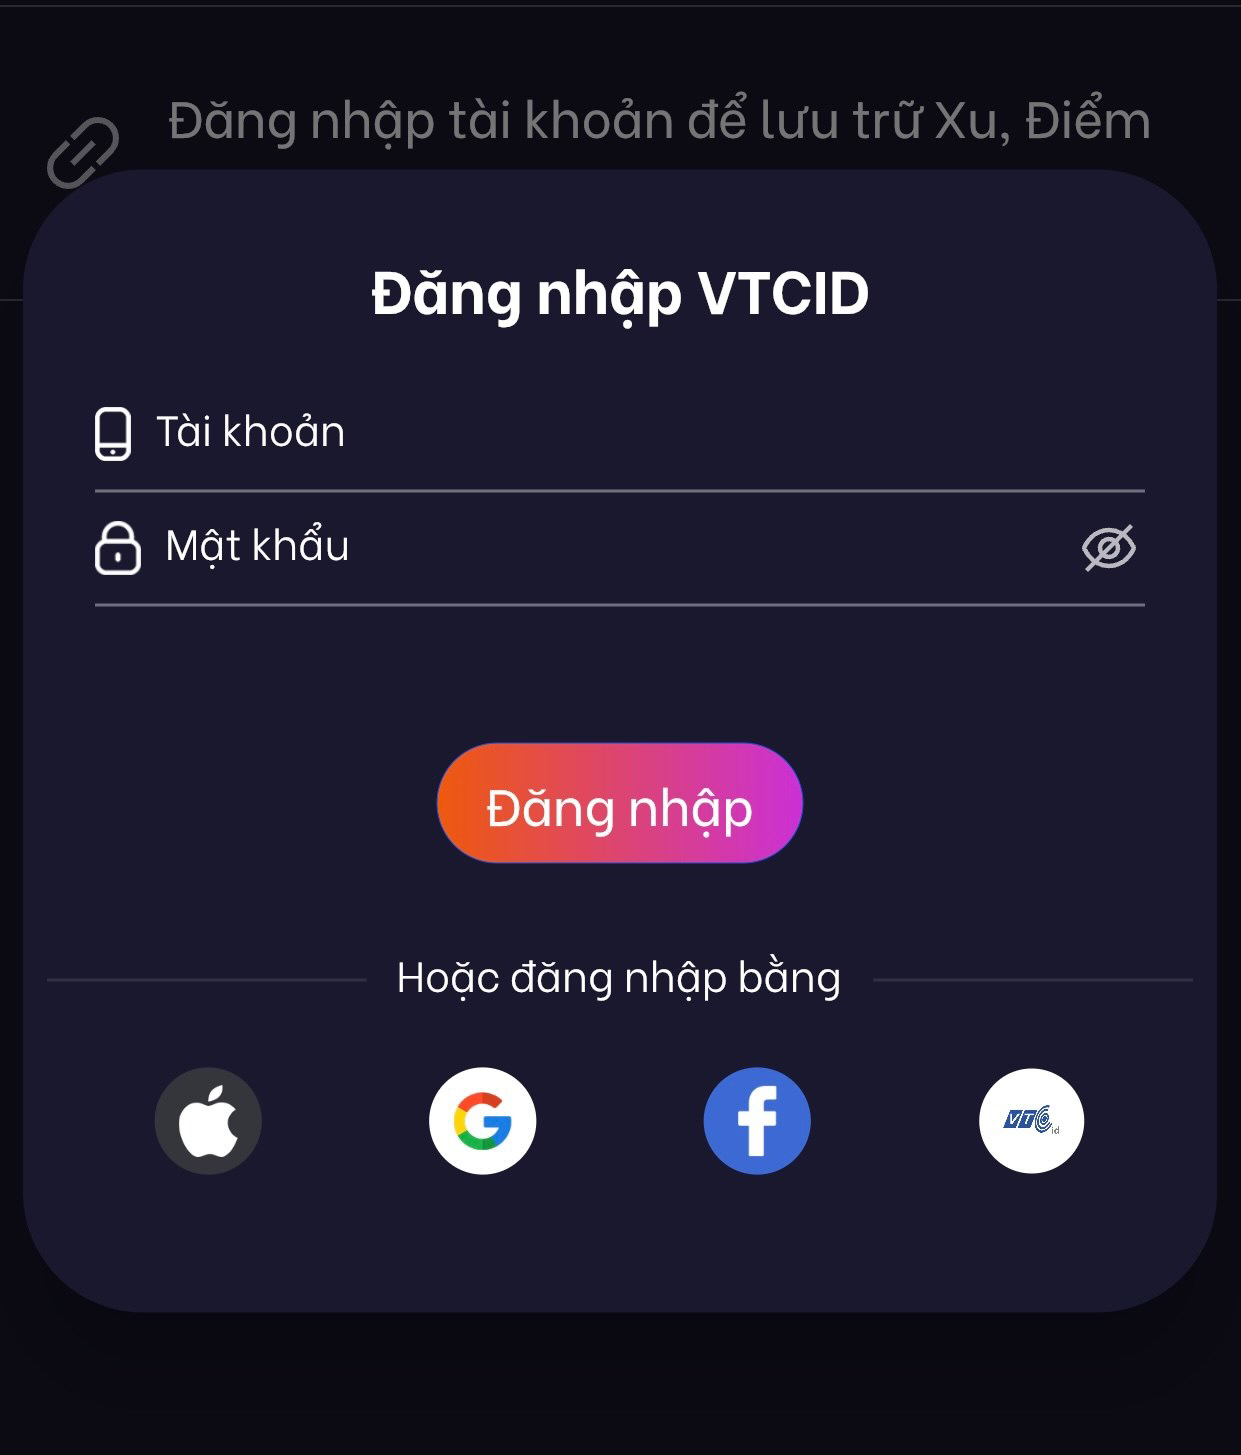 Đăng nhập tài khoản để lưu trữ Xu, Điểm
Đăng nhập VTCID
Tài khoản
Mật khẩu
Đăng nhập
Hoặc đăng nhập bằng
VTC id